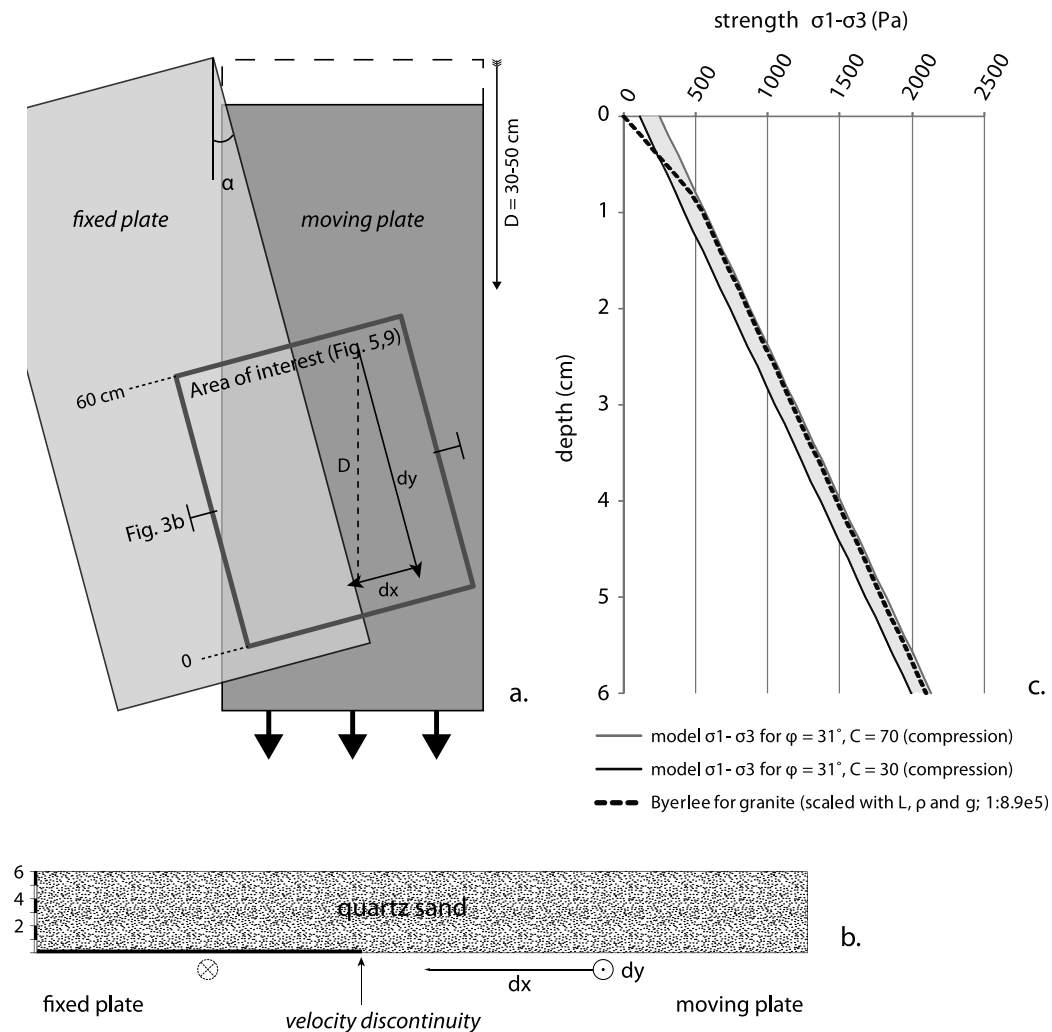 α
fixed plate
moving plate
D = 30-50 cm
Area of interest (Fig. 5,9)
60 cm
D
dy
Fig. 3b
dx
0
a.
strength σ1-σ3 (Pa)
0
500
1000
1500
2000
2500
0
1
2
3
4
5
6
depth (cm)
c.
model σ1- σ3 for φ = 31°, C = 70 (compression)
model σ1- σ3 for φ = 31°, C = 30 (compression)
Byerlee for granite (scaled with L, ρ and g; 1:8.9e5)
6
4
2
quartz sand
b.
dx
dy
fixed plate
velocity discontinuity
moving plate